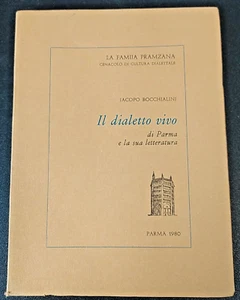 LA FAMIJA PRAMZANA
CENACOLO DI CULTURA DIALETTALE
IACOPO BOCCHIALINI
Il dialetto vivo
di Parma
e la sua letteratura
PARMA 1980